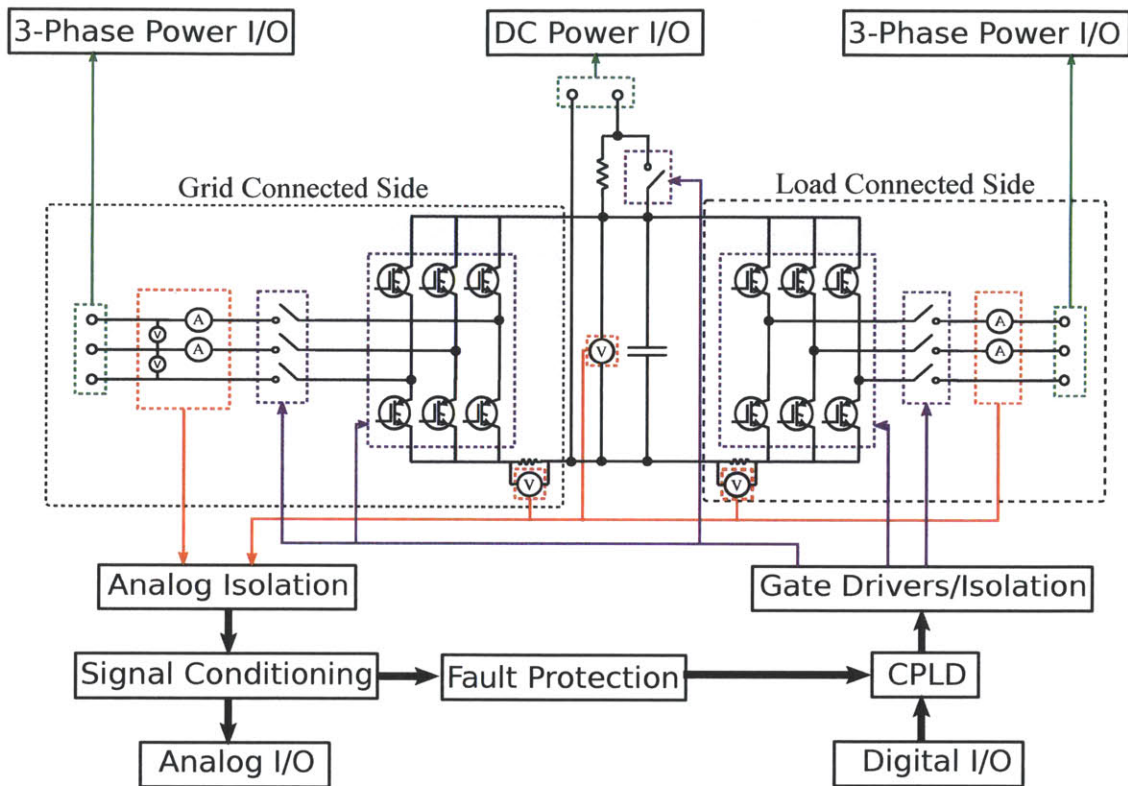 3-Phase Power I/O
DC Power I/O
3-Phase Power I/O
Grid Connected Side
Load Connected Side
A
V
A
V
V
A
A
V
V
Analog Isolation
Gate Drivers/Isolation
Signal Conditioning
Fault Protection
CPLD
Analog I/O
Digital I/O